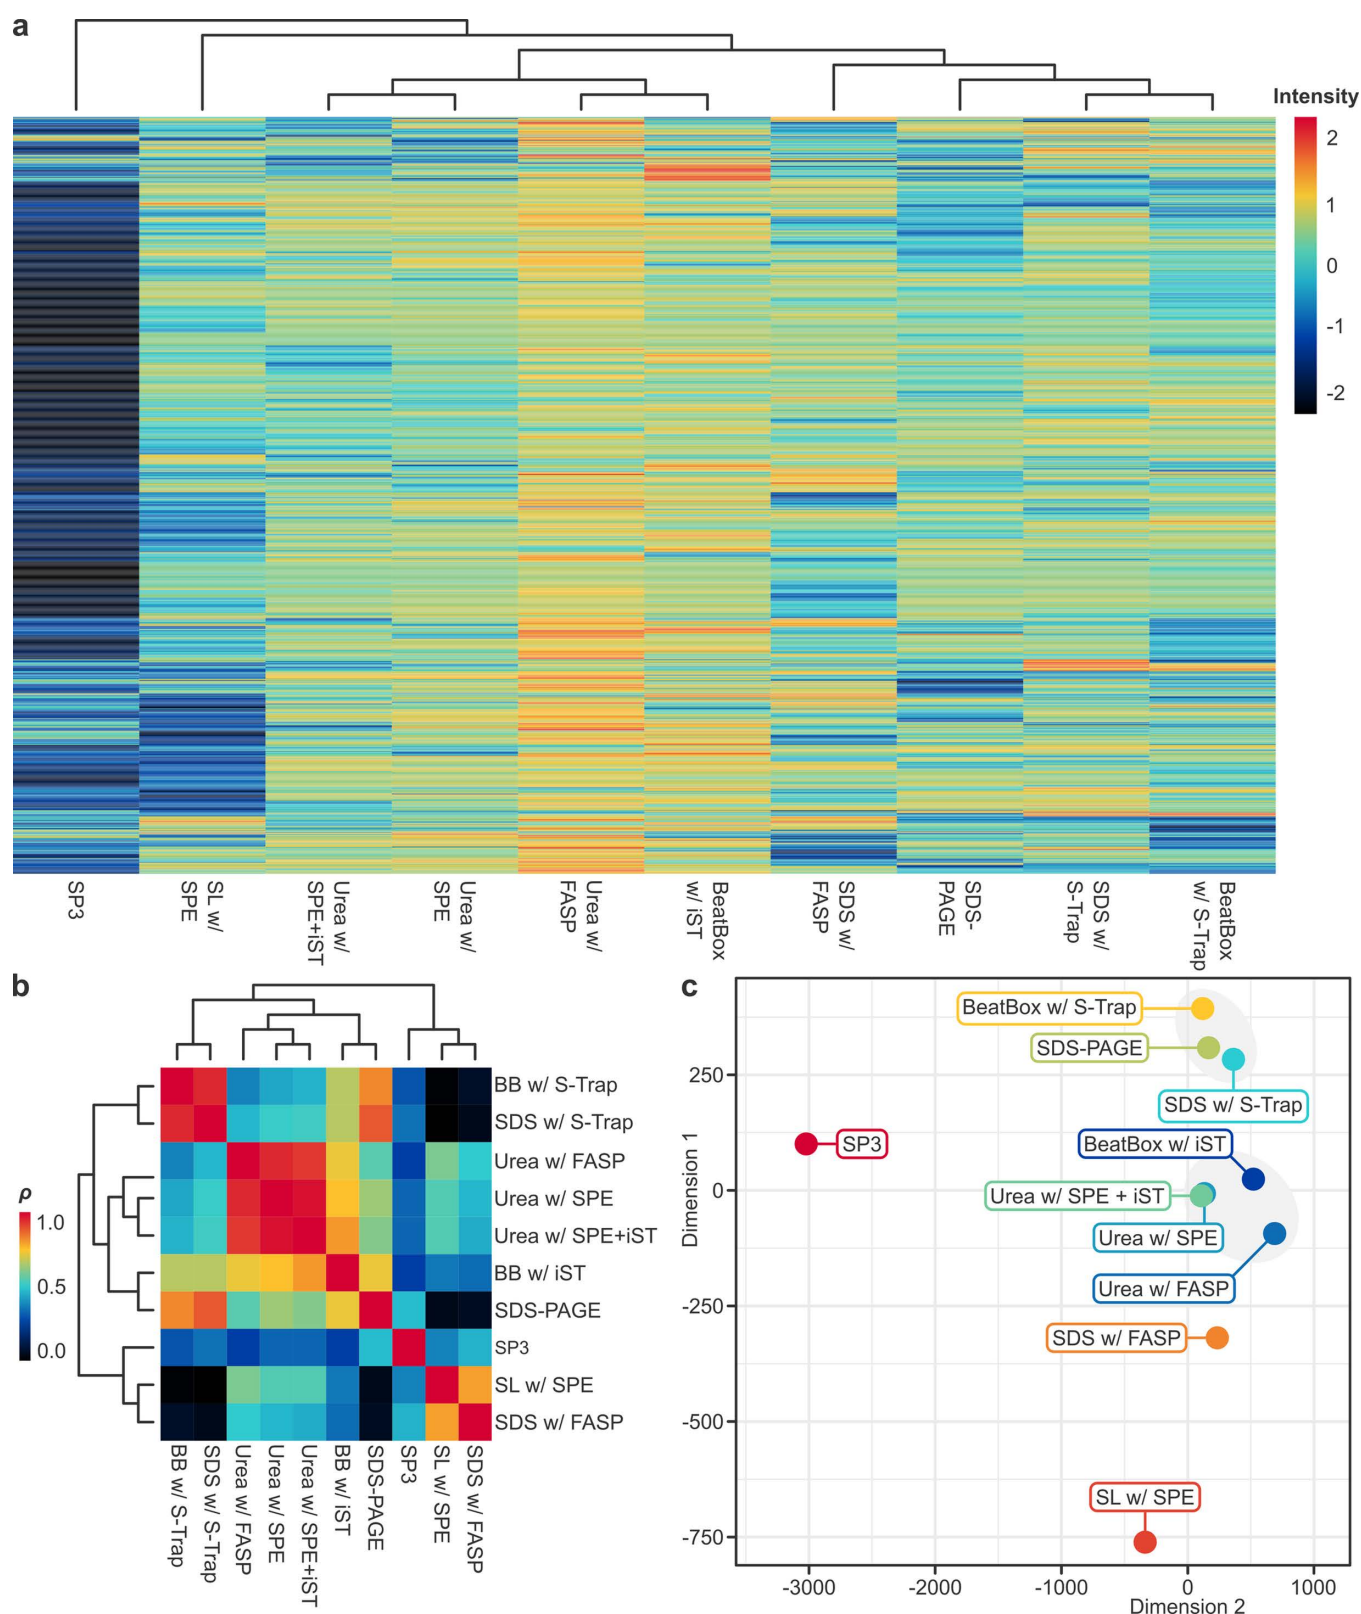 a
Intensity
2
1
0
-1
-2
SP3
SL w/
SPE
Urea w/
SPE+iST
Urea w/
SPE
Urea w/
FASP
BeatBox
w/ iST
SDS w/
FASP
SDS-
PAGE
SDS w/
S-Trap
BeatBox
w/ S-Trap
b
BB w/ S-Trap
SDS w/ S-Trap
Urea w/ FASP
Urea w/ SPE
Urea w/ SPE+iST
BB w/ iST
SDS-PAGE
SP3
SL w/ SPE
SDS w/ FASP
ρ
1.0
0.5
0.0
BB w/ S-Trap
SDS w/ S-Trap
Urea w/ FASP
Urea w/ SPE
Urea w/ SPE+iST
BB w/ iST
SDS-PAGE
SP3
SL w/ SPE
SDS w/ FASP
c
BeatBox w/ S-Trap
SDS-PAGE
SDS w/ S-Trap
SP3
BeatBox w/ iST
Urea w/ SPE + iST
Urea w/ SPE
Urea w/ FASP
SDS w/ FASP
SL w/ SPE
Dimension 1
250
0
-250
-500
-750
-3000
-2000
-1000
0
1000
Dimension 2